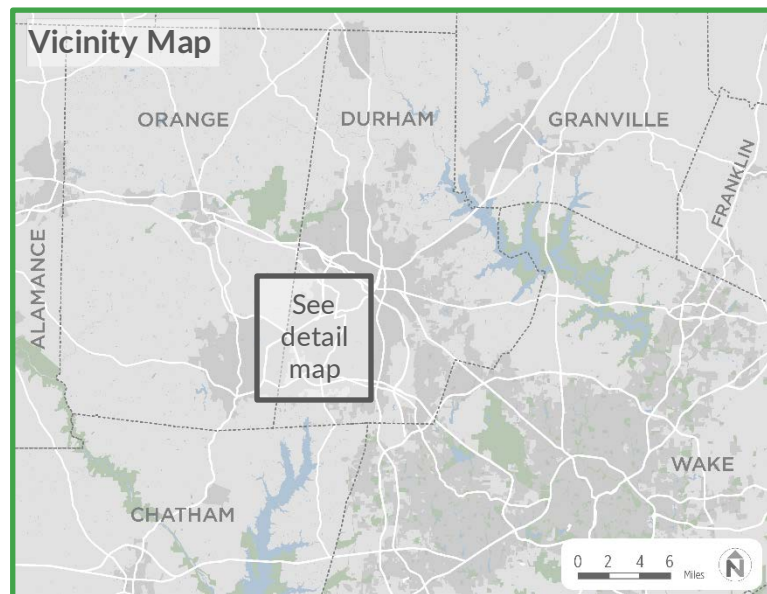 Vicinity Map
ORANGE
DURHAM
GRANVILLE
FRANKLIN
ALAMANCE
See
detail
map
WAKE
CHATHAM
0 2 4 6
Miles
N